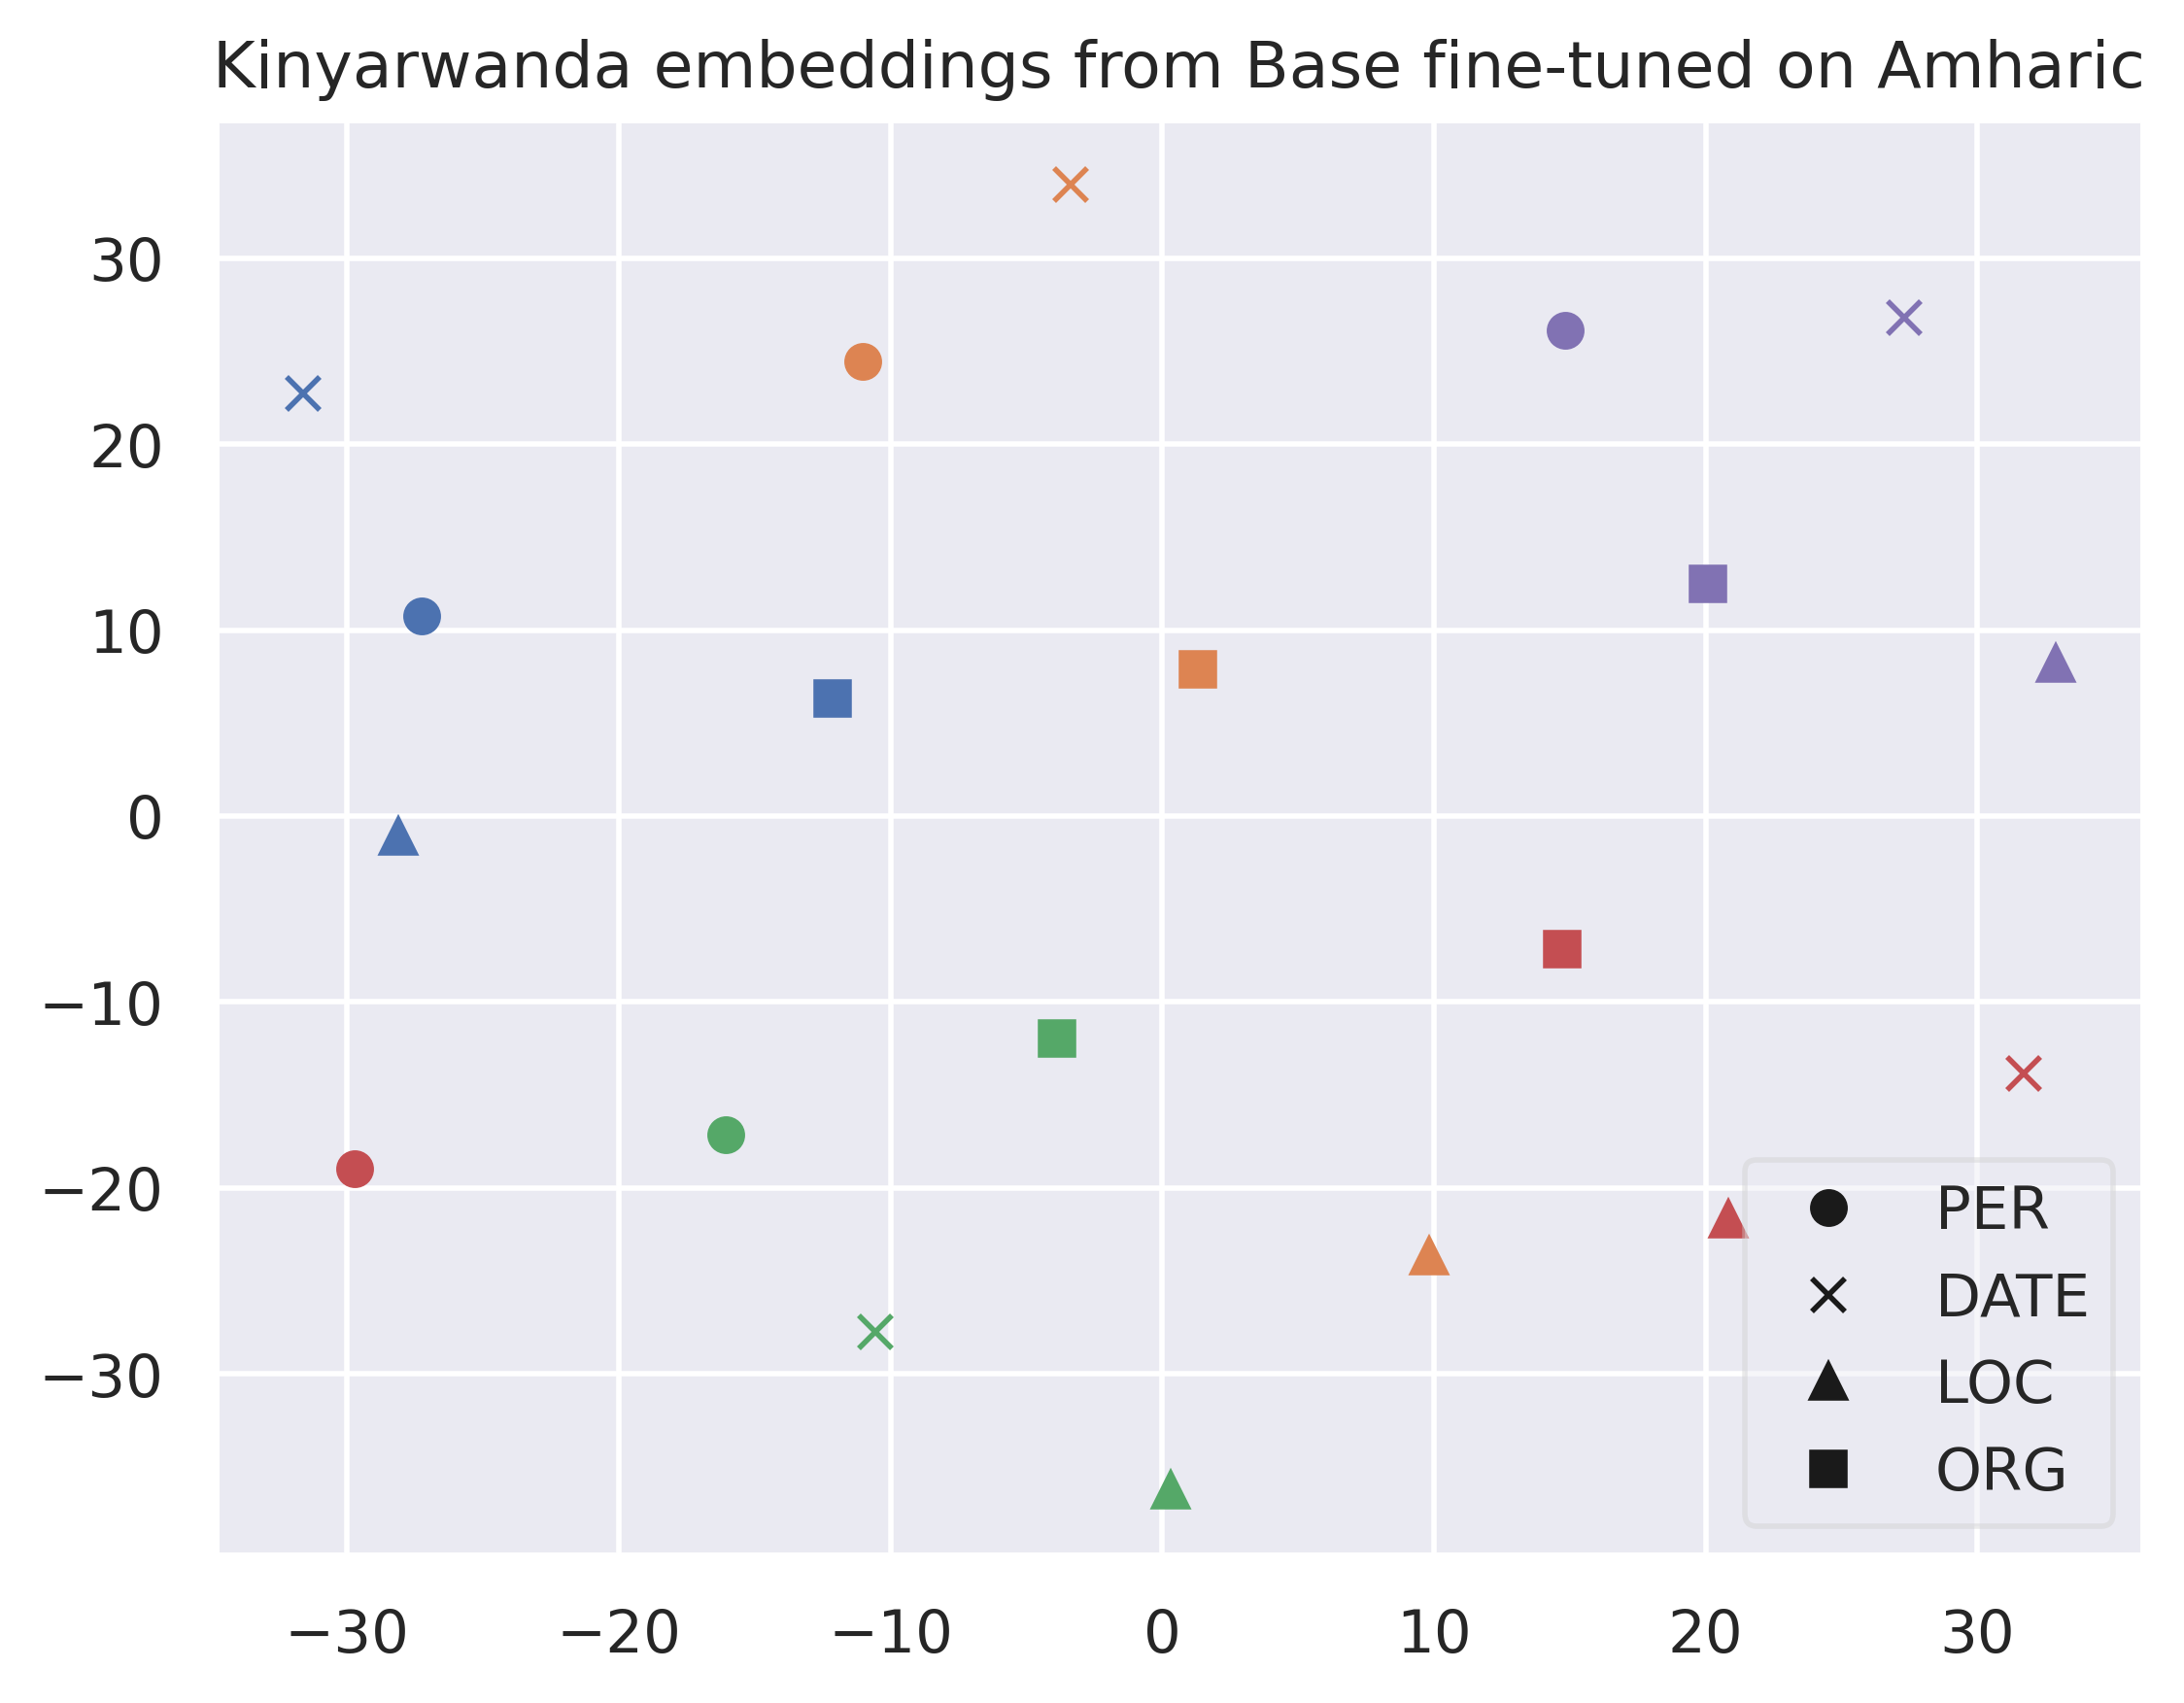 Kinyarwanda embeddings from Base fine-tuned on Amharic
30
20
10
0
−10
−20
−30
PER
DATE
LOC
ORG
−30 −20 −10 0 10 20 30